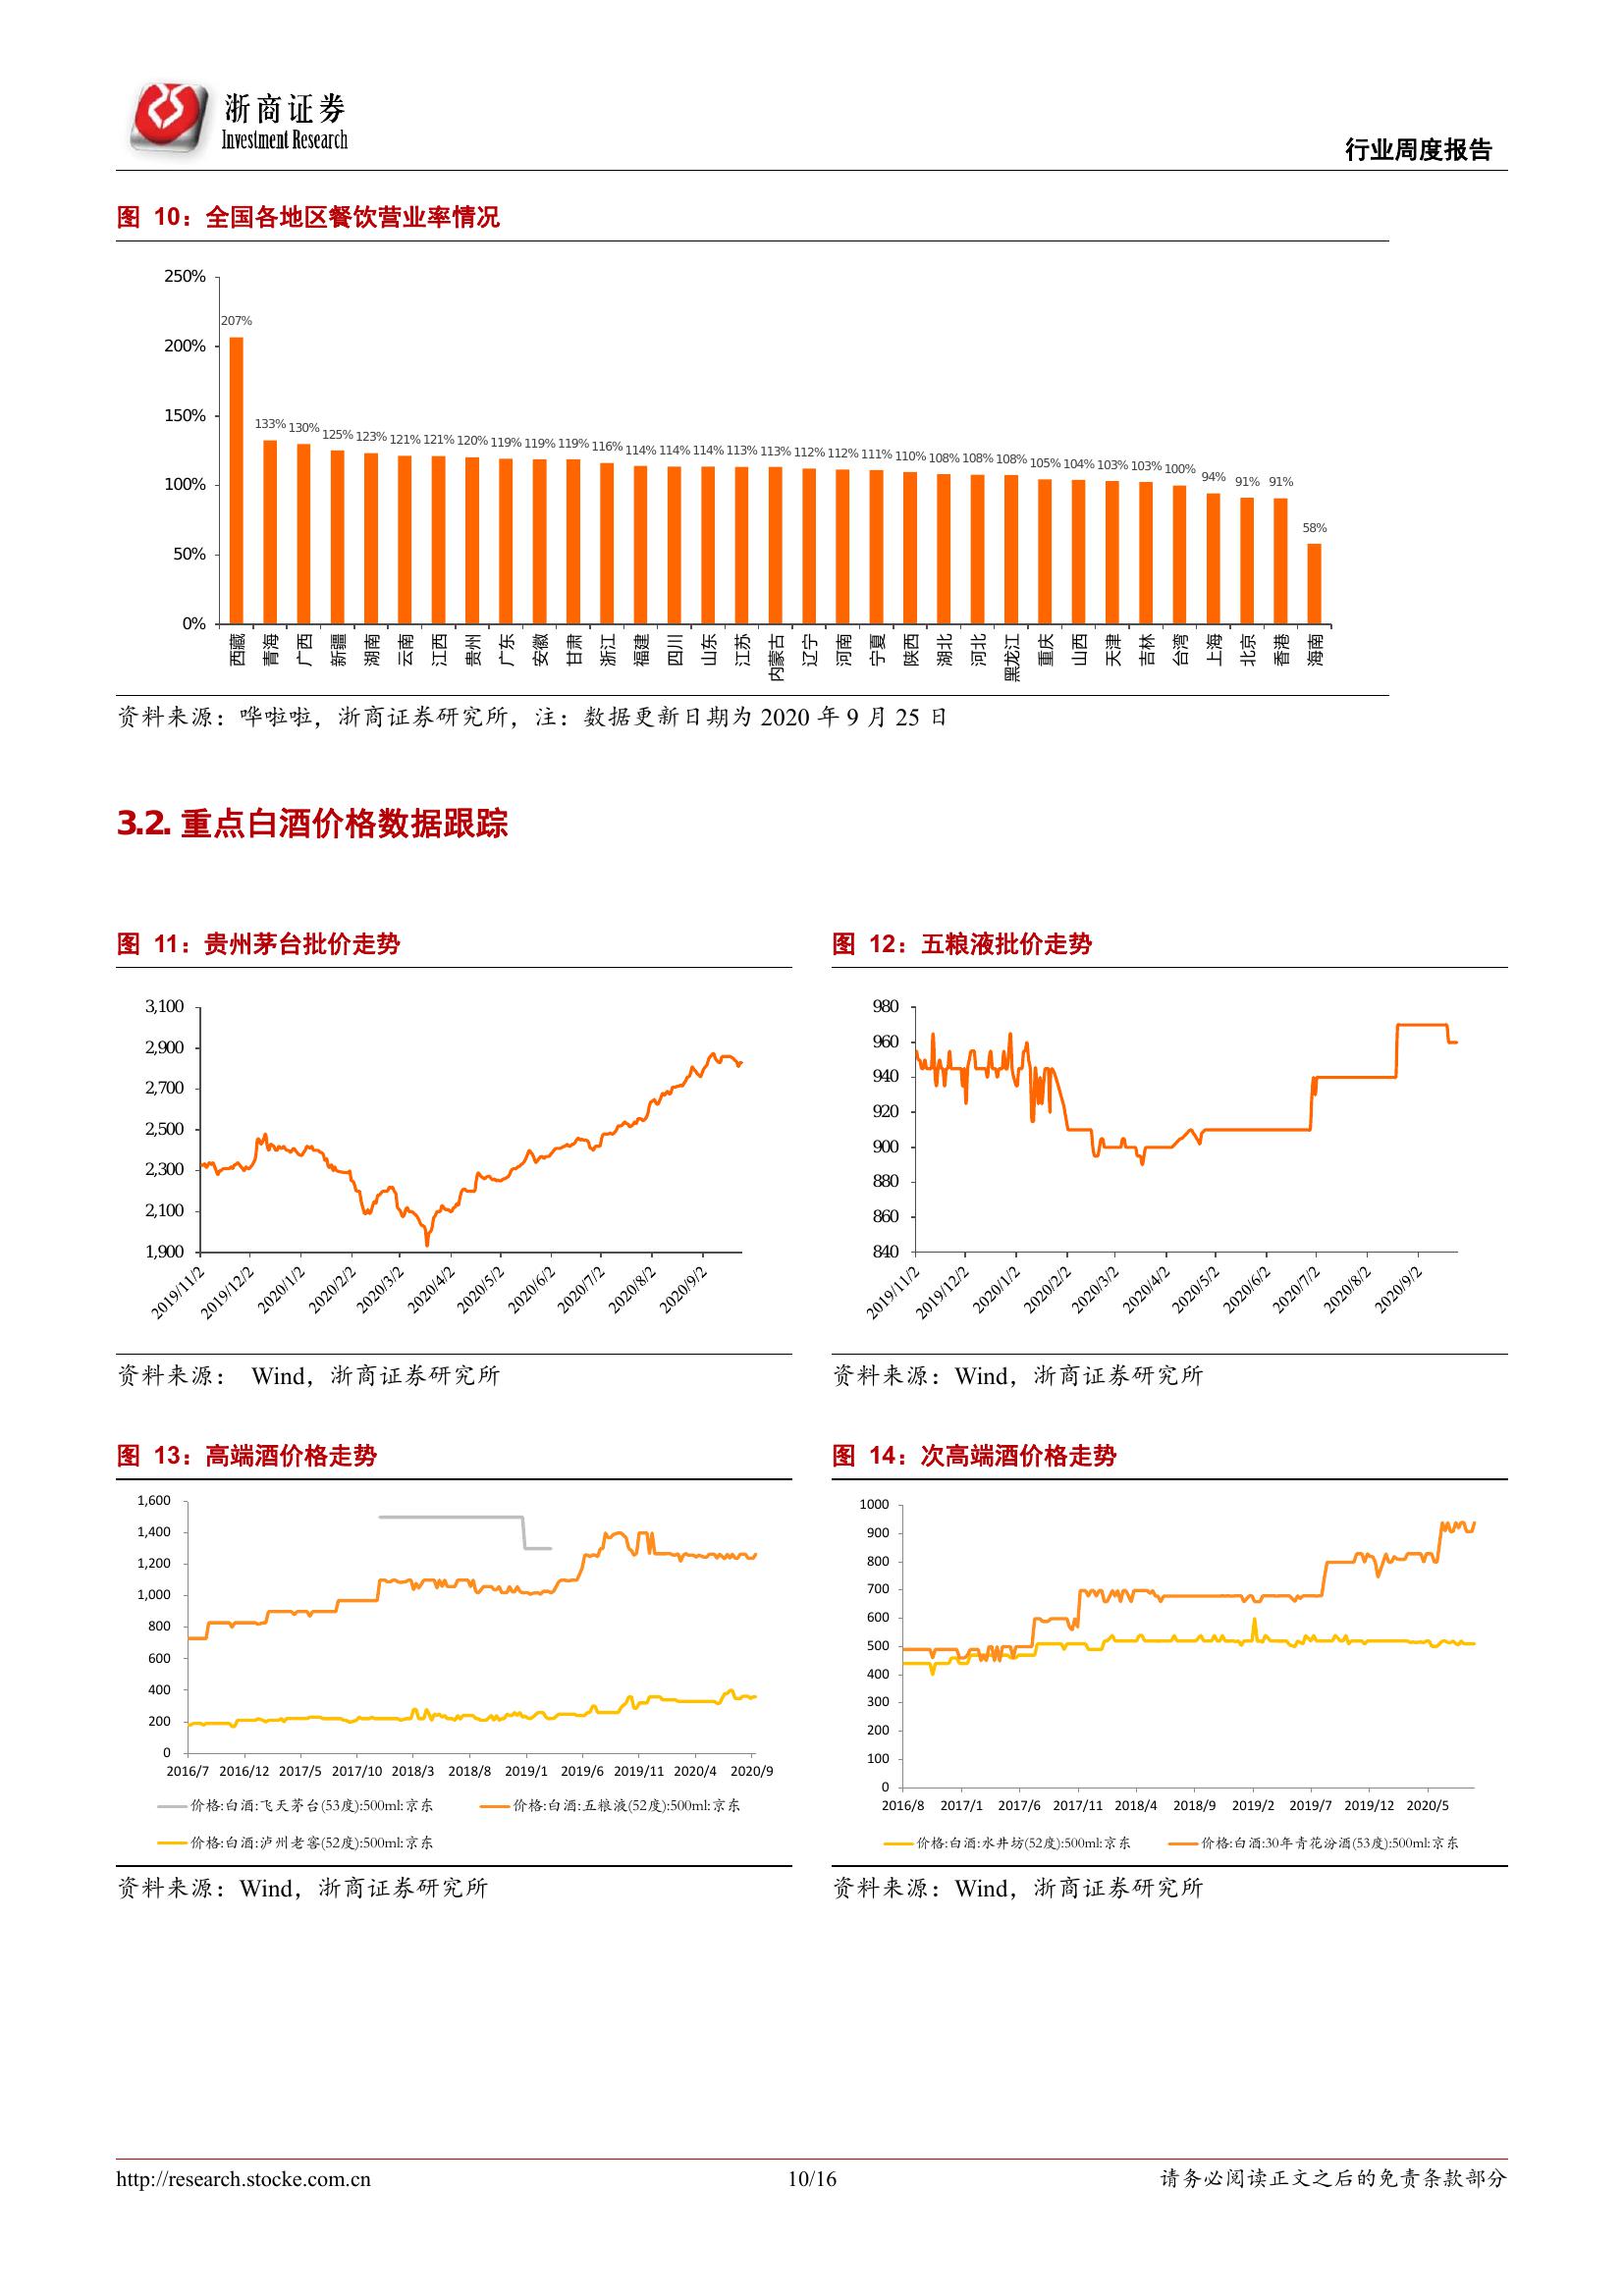 浙商证券
Investment Research
行业周度报告
图 10：全国各地区餐饮营业率情况
250%
200%
150%
100%
50%
0%
207%
133% 130% 125% 123% 121% 121% 120% 119% 119% 119% 116% 114% 114% 114% 113% 113% 112% 112% 111% 110% 108% 108% 108% 105% 104% 103% 103% 100% 94% 91% 91% 58%
西藏 青海 广西 新疆 湖南 云南 江西 贵州 广东 安徽 甘肃 浙江 福建 四川 山东 江苏 内蒙古 辽宁 河南 宁夏 陕西 湖北 河北 黑龙江 重庆 山西 天津 吉林 台湾 上海 北京 香港 海南
资料来源：哗啦啦，浙商证券研究所，注：数据更新日期为 2020 年 9 月 25 日
3.2. 重点白酒价格数据跟踪
图 11：贵州茅台批价走势
3,100
2,900
2,700
2,500
2,300
2,100
1,900
2019/11/2 2019/12/2 2020/1/2 2020/2/2 2020/3/2 2020/4/2 2020/5/2 2020/6/2 2020/7/2 2020/8/2 2020/9/2
资料来源： Wind，浙商证券研究所
图 12：五粮液批价走势
980
960
940
920
900
880
860
840
2019/11/2 2019/12/2 2020/1/2 2020/2/2 2020/3/2 2020/4/2 2020/5/2 2020/6/2 2020/7/2 2020/8/2 2020/9/2
资料来源：Wind，浙商证券研究所
图 13：高端酒价格走势
1,600
1,400
1,200
1,000
800
600
400
200
0
2016/7 2016/12 2017/5 2017/10 2018/3 2018/8 2019/1 2019/6 2019/11 2020/4 2020/9
价格:白酒:飞天茅台(53度):500ml:京东 价格:白酒:五粮液(52度):500ml:京东
价格:白酒:泸州老窖(52度):500ml:京东
资料来源：Wind，浙商证券研究所
图 14：次高端酒价格走势
1000
900
800
700
600
500
400
300
200
100
0
2016/8 2017/1 2017/6 2017/11 2018/4 2018/9 2019/2 2019/7 2019/12 2020/5
价格:白酒:水井坊(52度):500ml:京东 价格:白酒:30年青花汾酒(53度):500ml:京东
资料来源：Wind，浙商证券研究所
http://research.stocke.com.cn 10/16 请务必阅读正文之后的免责条款部分